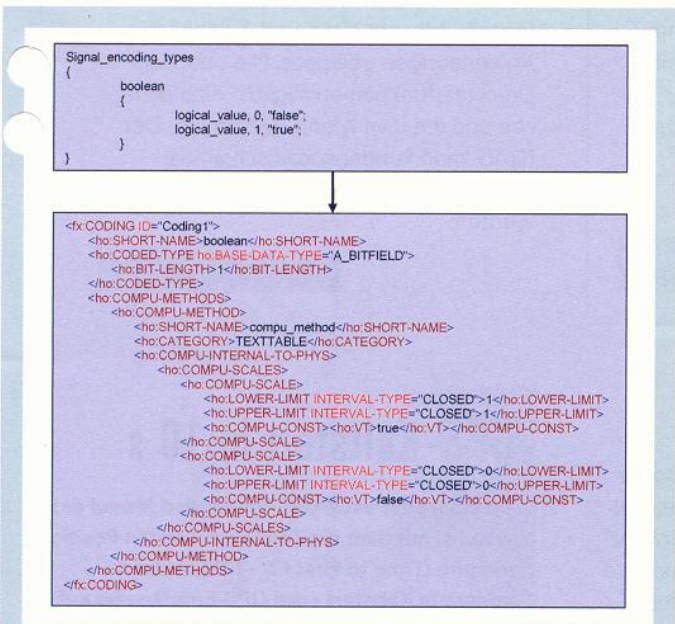 Signal_encoding_types
{
boolean
{
logical_value, 0, "false";
logical_value, 1, "true";
}
}
<fx:CODING ID="Coding1">
<ho:SHORT-NAME>boolean</ho:SHORT-NAME>
<ho:CODED-TYPE ho:BASE-DATA-TYPE="A_BITFIELD">
<ho:BIT-LENGTH>1</ho:BIT-LENGTH>
</ho:CODED-TYPE>
<ho:COMPU-METHODS>
<ho:COMPU-METHOD>
<ho:SHORT-NAME>compu_method</ho:SHORT-NAME>
<ho:CATEGORY>TEXTTABLE</ho:CATEGORY>
<ho:COMPU-INTERNAL-TO-PHYS>
<ho:COMPU-SCALES>
<ho:COMPU-SCALE>
<ho:LOWER-LIMIT INTERVAL-TYPE="CLOSED">1</ho:LOWER-LIMIT>
<ho:UPPER-LIMIT INTERVAL-TYPE="CLOSED">1</ho:UPPER-LIMIT>
<ho:COMPU-CONST><ho:VT>true</ho:VT></ho:COMPU-CONST>
</ho:COMPU-SCALE>
<ho:COMPU-SCALE>
<ho:LOWER-LIMIT INTERVAL-TYPE="CLOSED">0</ho:LOWER-LIMIT>
<ho:UPPER-LIMIT INTERVAL-TYPE="CLOSED">0</ho:UPPER-LIMIT>
<ho:COMPU-CONST><ho:VT>false</ho:VT></ho:COMPU-CONST>
</ho:COMPU-SCALE>
</ho:COMPU-SCALES>
</ho:COMPU-INTERNAL-TO-PHYS>
</ho:COMPU-METHOD>
</ho:COMPU-METHODS>
</fx:CODING>